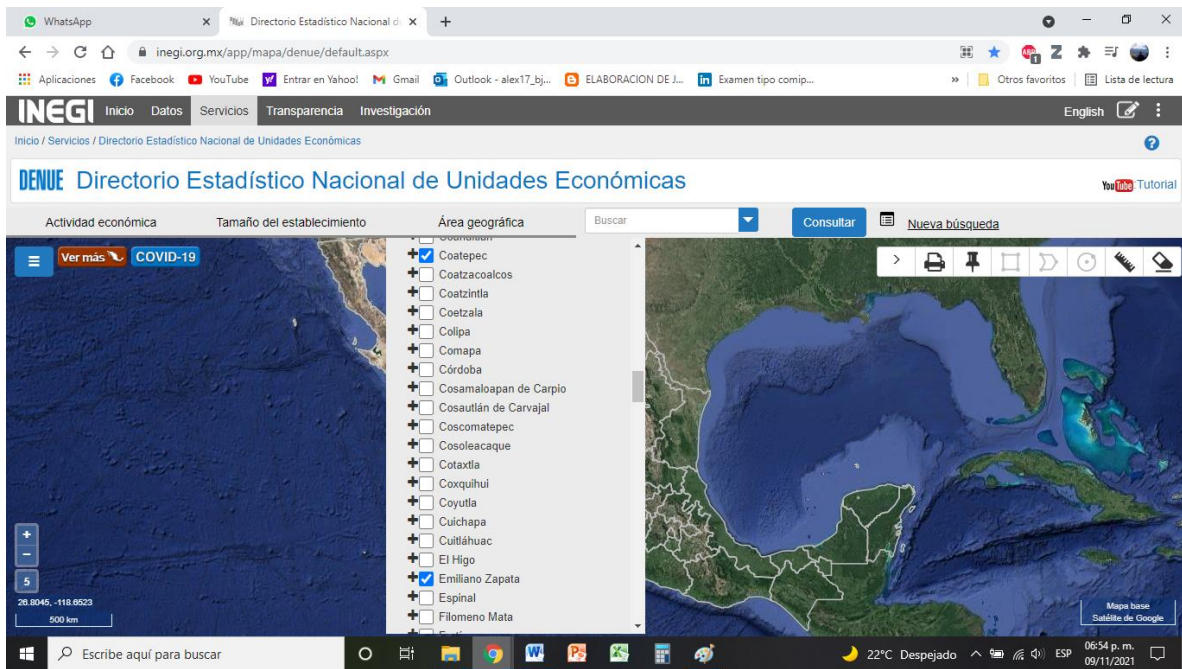 WhatsApp
Directorio Estadístico Nacional d
inegi.org.mx/app/mapa/denue/default.aspx
Aplicaciones Facebook YouTube Entrar en Yahoo! Gmail Outlook - alex17_bj... ELABORACION DE J... Examen tipo comip... » Otros favoritos Lista de lectura
INEGI Inicio Datos Servicios Transparencia Investigación English
Inicio / Servicios / Directorio Estadístico Nacional de Unidades Económicas
DENUE Directorio Estadístico Nacional de Unidades Económicas
YouTube:Tutorial
Actividad económica Tamaño del establecimiento Área geográfica Buscar Consultar Nueva búsqueda
Ver más COVID-19
Coatepec
Coatzacoalcos
Coatzintla
Coetzala
Colipa
Comapa
Córdoba
Cosamaloapan de Carpio
Cosautlán de Carvajal
Coscomatepec
Cosoleacaque
Cotaxtla
Coxquihui
Coyutla
Cuichapa
Cuitláhuac
El Higo
Emiliano Zapata
Espinal
Filomeno Mata
+
−
5
26.8045, -118.6523
500 km
Mapa base
Satélite de Google
Escribe aquí para buscar
22°C Despejado
ESP
06:54 p. m.
09/11/2021